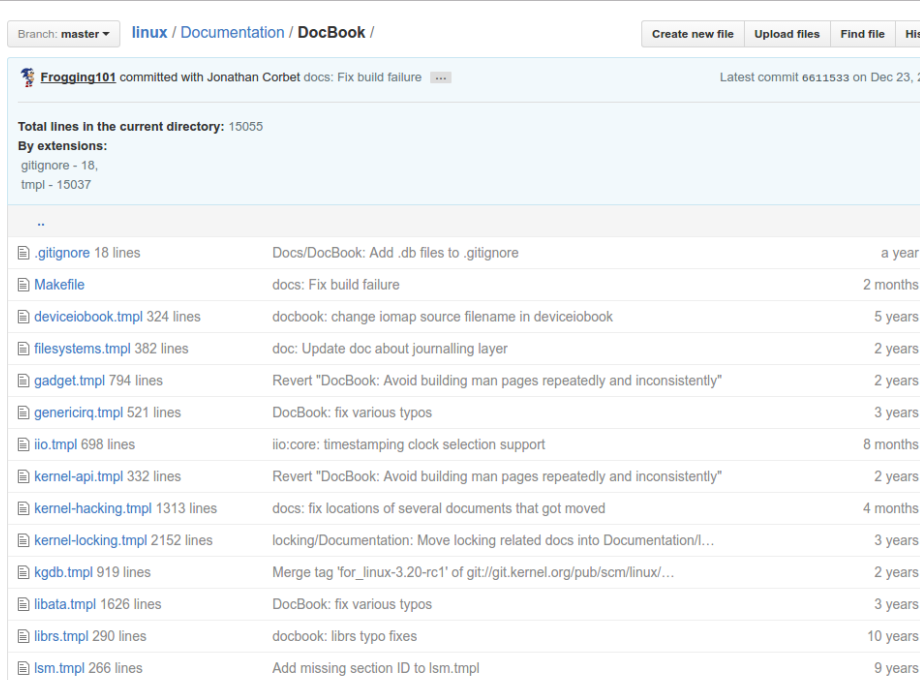 Branch: master linux / Documentation / DocBook / Create new file Upload files Find file His
Frogging101 committed with Jonathan Corbet docs: Fix build failure ... Latest commit 6611533 on Dec 23, 2
Total lines in the current directory: 15055
By extensions:
gitignore - 18,
tmpl - 15037
..
.gitignore 18 lines Docs/DocBook: Add .db files to .gitignore a year
Makefile docs: Fix build failure 2 months
deviceiobook.tmpl 324 lines docbook: change iomap source filename in deviceiobook 5 years
filesystems.tmpl 382 lines doc: Update doc about journalling layer 2 years
gadget.tmpl 794 lines Revert "DocBook: Avoid building man pages repeatedly and inconsistently" 2 years
genericirq.tmpl 521 lines DocBook: fix various typos 3 years
iio.tmpl 698 lines iio:core: timestamping clock selection support 8 months
kernel-api.tmpl 332 lines Revert "DocBook: Avoid building man pages repeatedly and inconsistently" 2 years
kernel-hacking.tmpl 1313 lines docs: fix locations of several documents that got moved 4 months
kernel-locking.tmpl 2152 lines locking/Documentation: Move locking related docs into Documentation/l… 3 years
kgdb.tmpl 919 lines Merge tag 'for_linux-3.20-rc1' of git://git.kernel.org/pub/scm/linux/… 2 years
libata.tmpl 1626 lines DocBook: fix various typos 3 years
librs.tmpl 290 lines docbook: librs typo fixes 10 years
lsm.tmpl 266 lines Add missing section ID to lsm.tmpl 9 years